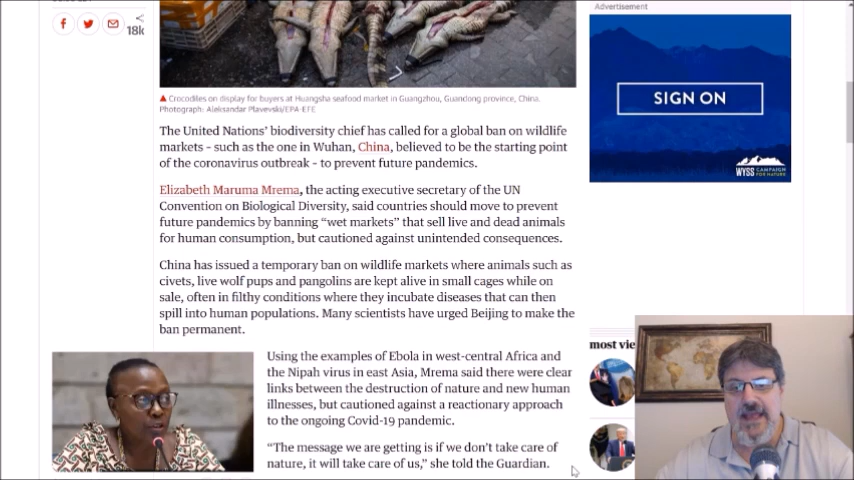 Advertisement
18k
SIGN ON
WYSS CAMPAIGN FOR NATURE
Crocodiles on display for buyers at Huangsha seafood market in Guangzhou, Guandong province, China.
Photograph: Aleksandar Plavevski/EPA-EFE
The United Nations' biodiversity chief has called for a global ban on wildlife
markets – such as the one in Wuhan, China, believed to be the starting point
of the coronavirus outbreak – to prevent future pandemics.
Elizabeth Maruma Mrema, the acting executive secretary of the UN
Convention on Biological Diversity, said countries should move to prevent
future pandemics by banning “wet markets” that sell live and dead animals
for human consumption, but cautioned against unintended consequences.
China has issued a temporary ban on wildlife markets where animals such as
civets, live wolf pups and pangolins are kept alive in small cages while on
sale, often in filthy conditions where they incubate diseases that can then
spill into human populations. Many scientists have urged Beijing to make the
ban permanent.
Using the examples of Ebola in west-central Africa and
the Nipah virus in east Asia, Mrema said there were clear
links between the destruction of nature and new human
illnesses, but cautioned against a reactionary approach
to the ongoing Covid-19 pandemic.
“The message we are getting is if we don't take care of
nature, it will take care of us,” she told the Guardian.
most vie